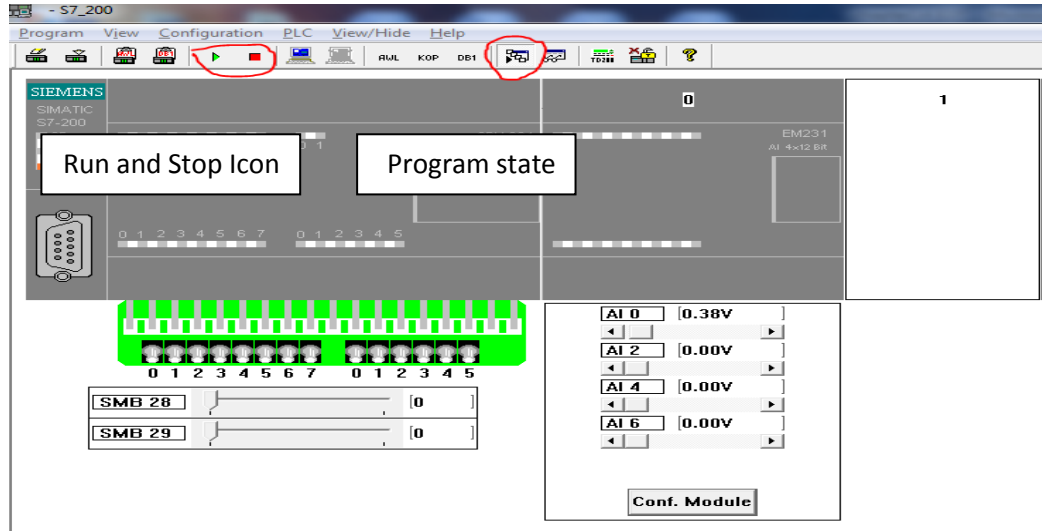 - S7_200
Program View Configuration PLC View/Hide Help
AWL KOP DB1 TD200
SIEMENS
SIMATIC
S7-200
0 1
0
EM231
AI 4x12 Bit
1
Run and Stop Icon
Program state
0 1 2 3 4 5 6 7 0 1 2 3 4 5
0 1 2 3 4 5 6 7 0 1 2 3 4 5
SMB 28 [0 ]
SMB 29 [0 ]
AI 0 [0.38V ]
AI 2 [0.00V ]
AI 4 [0.00V ]
AI 6 [0.00V ]
Conf. Module